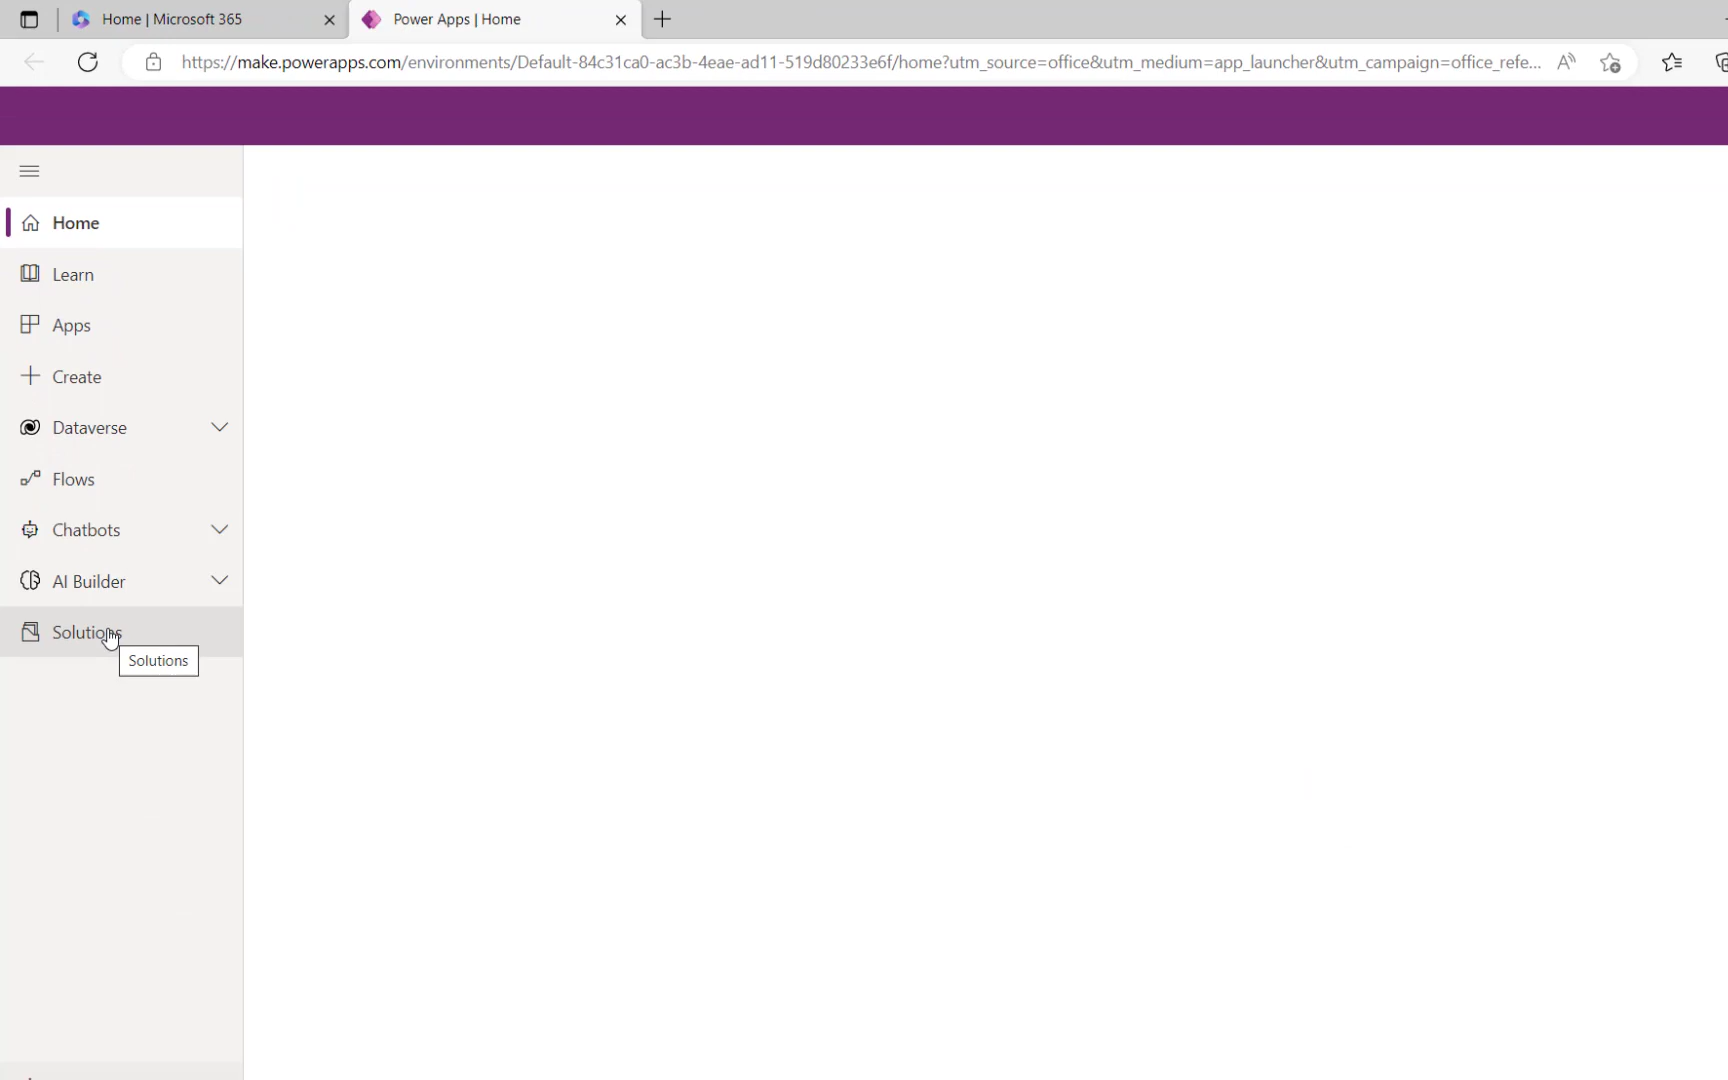 Home | Microsoft 365
Power Apps | Home
https://make.powerapps.com/environments/Default-84c31ca0-ac3b-4eae-ad11-519d80233e6f/home?utm_source=office&utm_medium=app_launcher&utm_campaign=office_refe...
Home
Learn
Apps
Create
Dataverse
Flows
Chatbots
AI Builder
Solutions
Solutions